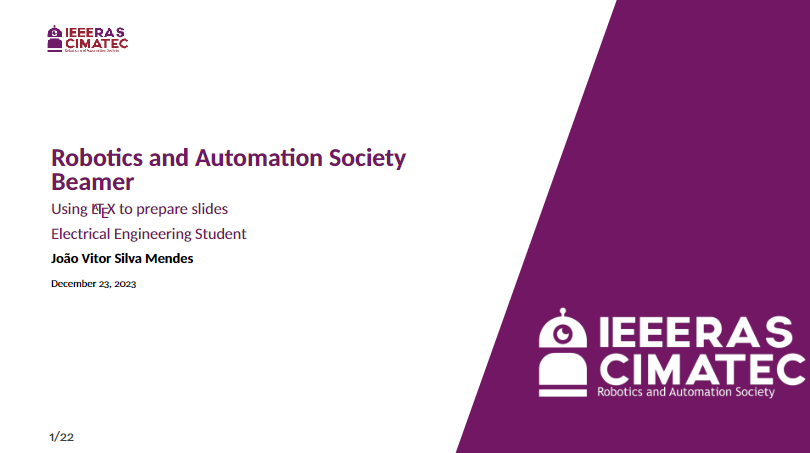 IEEERAS
CIMATEC
Robotics and Automation Society
Robotics and Automation Society
Beamer
Using LATEX to prepare slides
Electrical Engineering Student
João Vitor Silva Mendes
December 23, 2023
IEEERAS
CIMATEC
Robotics and Automation Society
1/22